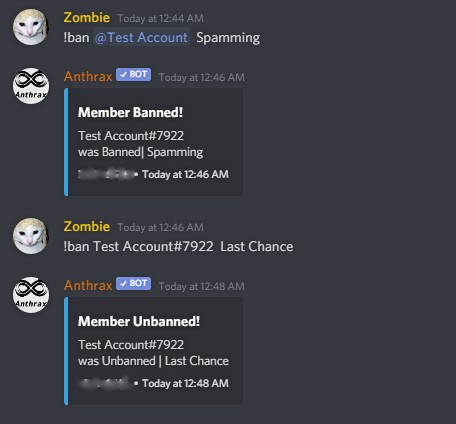 Zombie Today at 12:44 AM
!ban @Test Account Spamming
Anthrax BOT Today at 12:46 AM
Anthrax
Member Banned!
Test Account#7922
was Banned| Spamming
• Today at 12:46 AM
Zombie Today at 12:46 AM
!ban Test Account#7922 Last Chance
Anthrax BOT Today at 12:48 AM
Anthrax
Member Unbanned!
Test Account#7922
was Unbanned | Last Chance
• Today at 12:48 AM